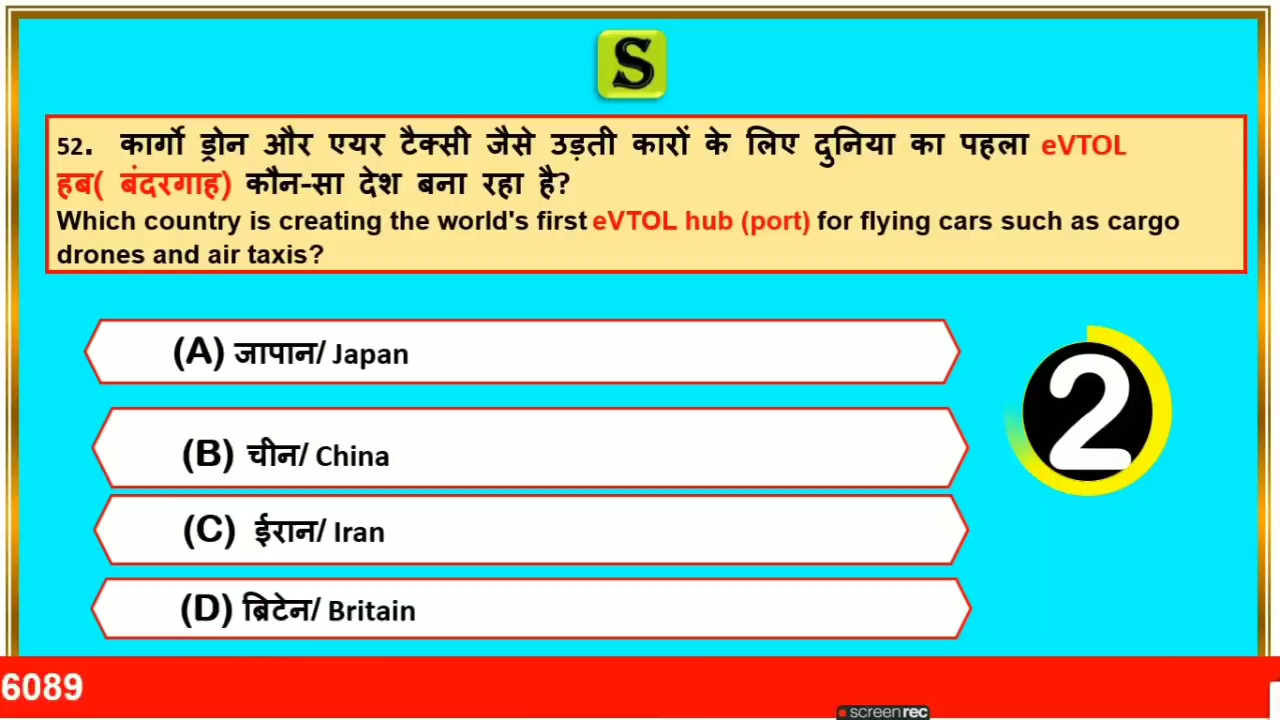 S
52. कार्गो ड्रोन और एयर टैक्सी जैसे उड़ती कारों के लिए दुनिया का पहला eVTOL
हब( बंदरगाह) कौन-सा देश बना रहा है?
Which country is creating the world's first eVTOL hub (port) for flying cars such as cargo
drones and air taxis?
(A) जापान/ Japan
(B) चीन/ China
2
(C) ईरान/ Iran
(D) ब्रिटेन/ Britain
6089
screenrec